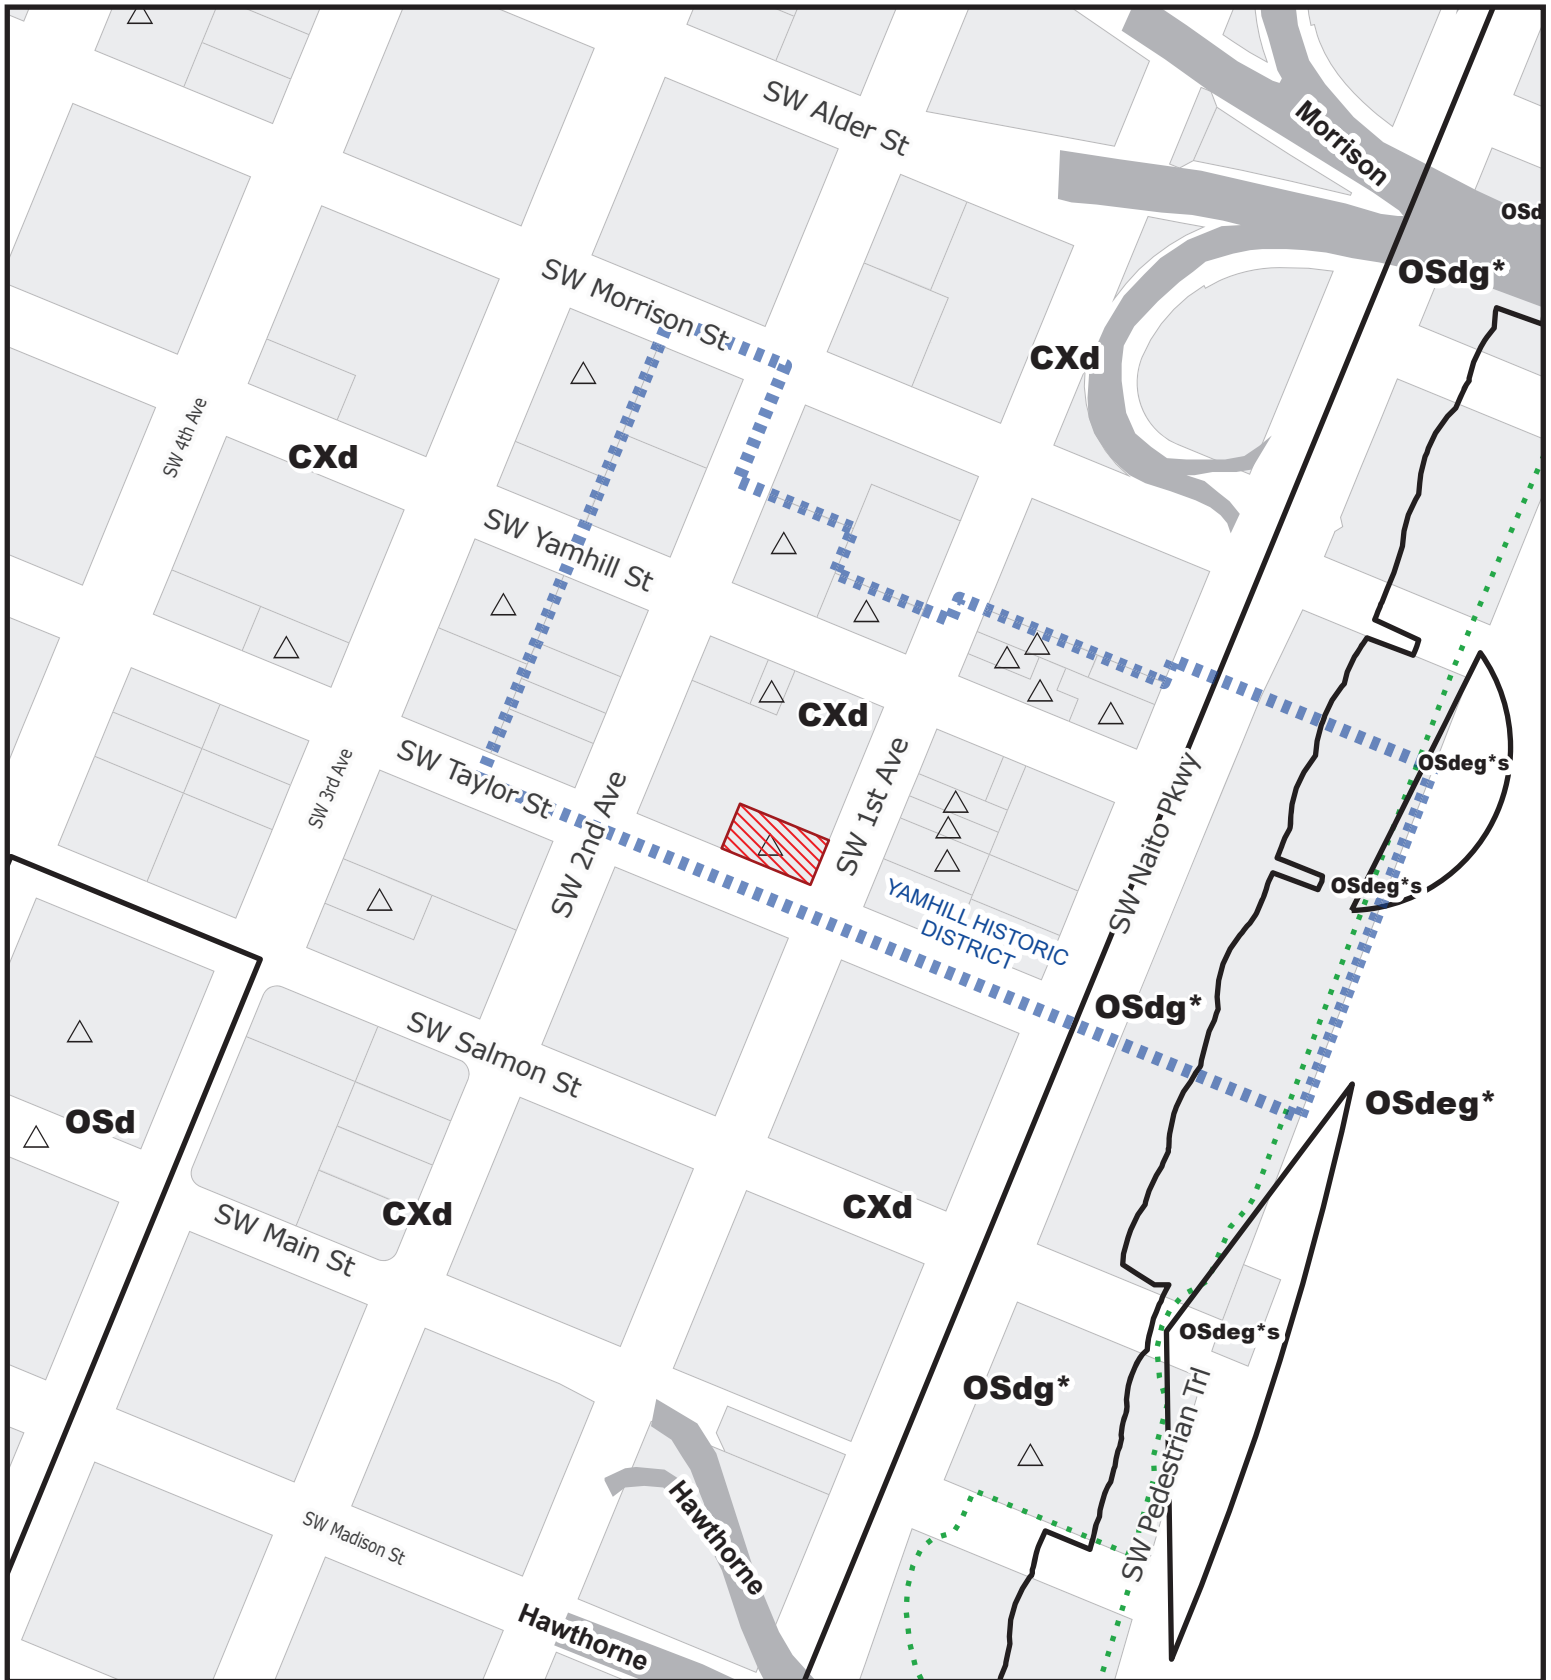 SW Alder St
Morrison
OSd
SW Morrison St
OSdg*
CXd
SW 4th Ave
CXd
SW Yamhill St
CXd
SW Taylor St
SW 3rd Ave
SW 2nd Ave
SW 1st Ave
SW Naito Pkwy
OSdeg*s
OSdeg*s
YAMHILL HISTORIC
DISTRICT
OSdg*
SW Salmon St
OSdeg*
OSd
CXd
CXd
SW Main St
OSdeg*s
OSdg*
SW Pedestrian Trl
Hawthorne
SW Madison St
Hawthorne